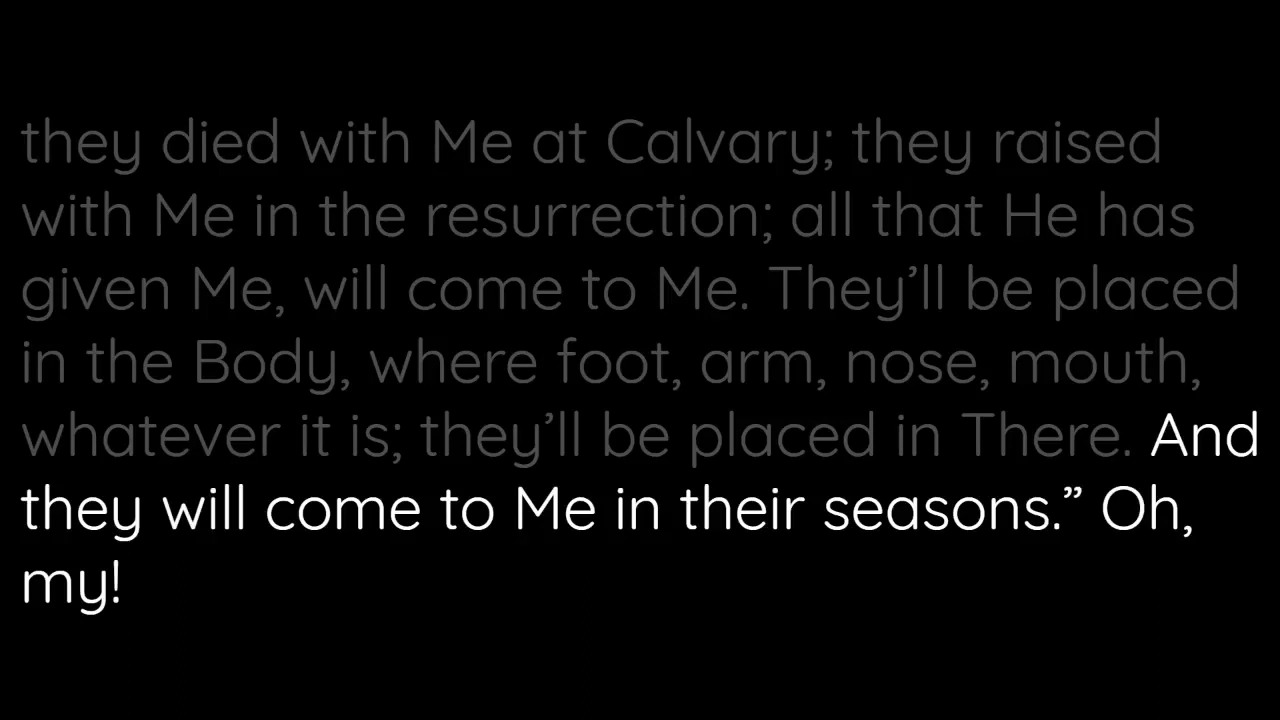 they died with Me at Calvary; they raised
with Me in the resurrection; all that He has
given Me, will come to Me. They’ll be placed
in the Body, where foot, arm, nose, mouth,
whatever it is; they’ll be placed in There. And
they will come to Me in their seasons.” Oh,
my!